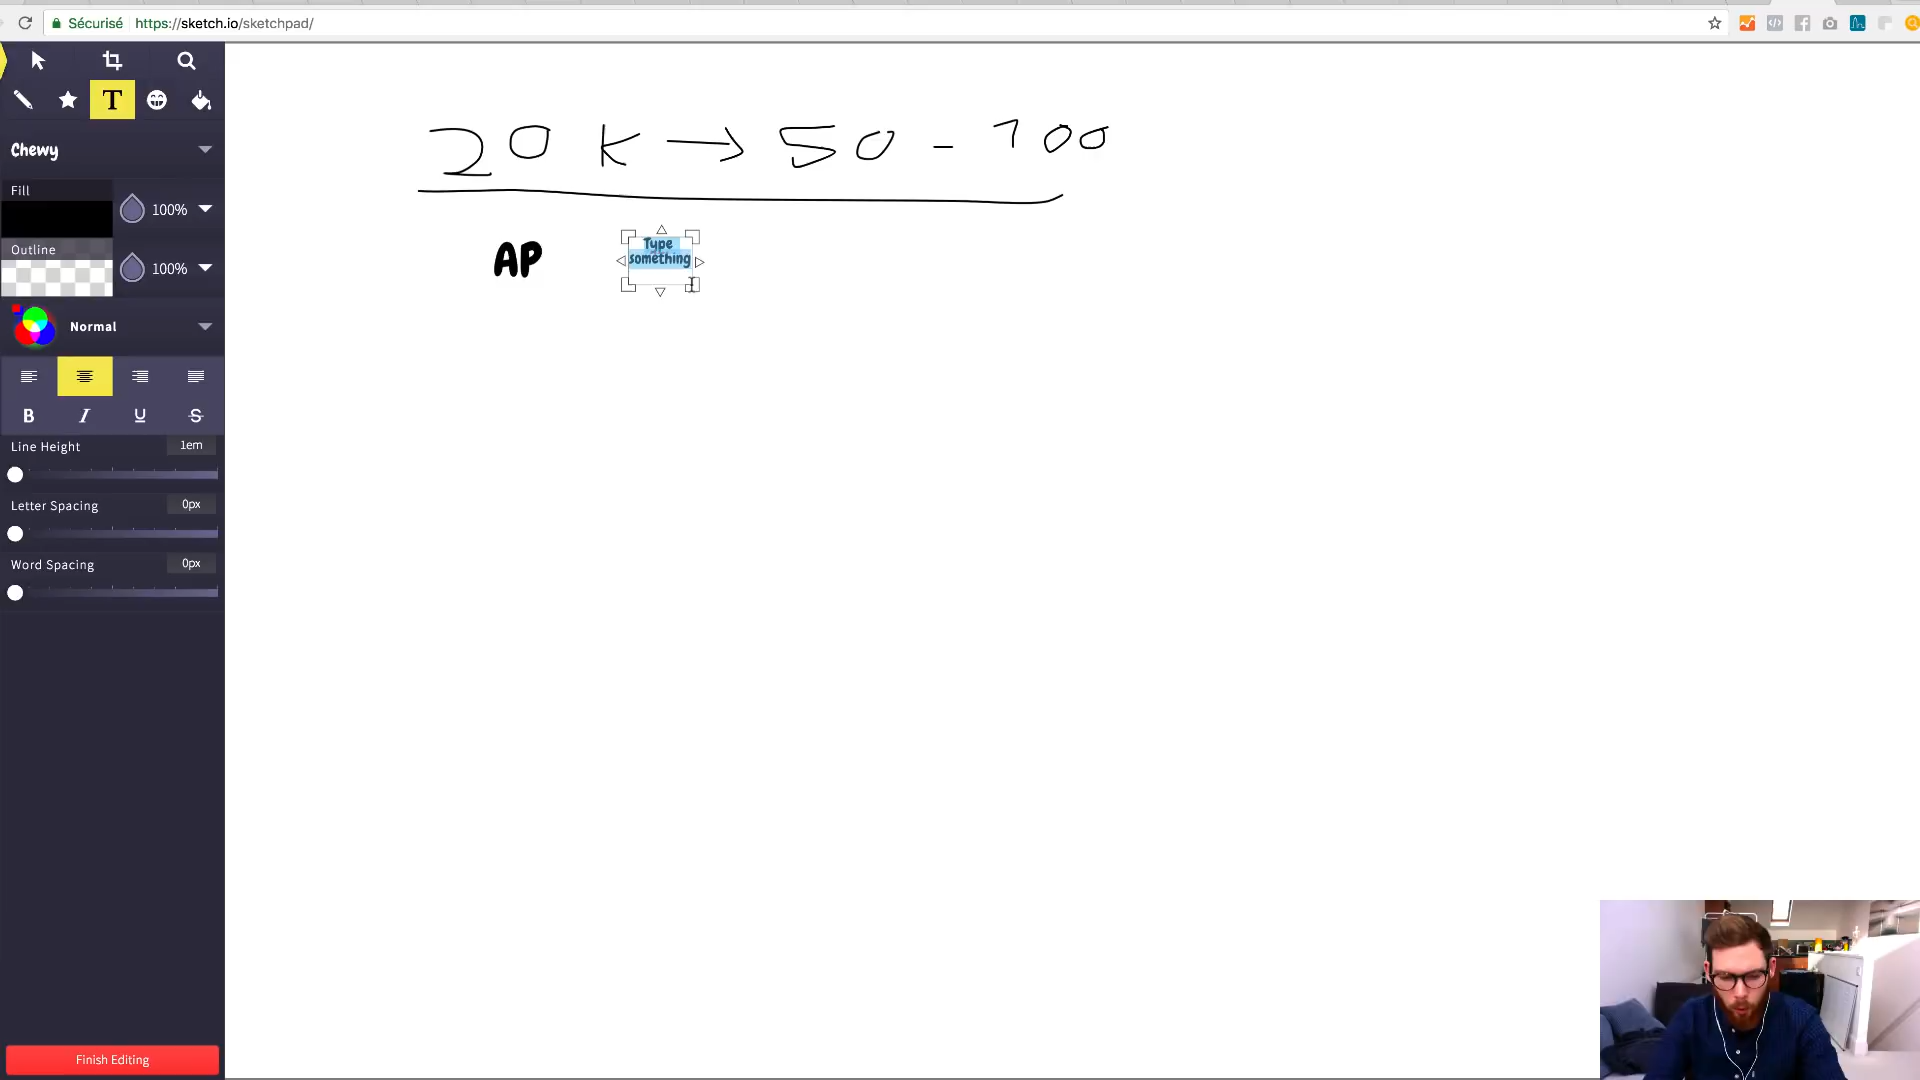 Sécurisé https://sketch.io/sketchpad/
T
Chewy
Fill
100%
Outline
100%
Normal
B I U S
Line Height 1em
Letter Spacing 0px
Word Spacing 0px
Finish Editing
20 K → 50 - 100
AP
Type
something